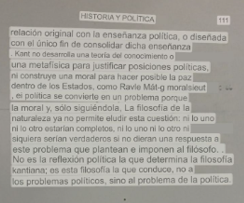 HISTORIA Y POLITICA
111
relación original con la enseñanza política, o diseñada
con el único fin de consolidar dicha enseñanza
. Kant no desarrolla una teoría del conocimiento o
una metafísica para justificar posiciones políticas,
ni construye una moral para hacer posible la paz
dentro de los Estados, como Ravle Mál-g moralsieut
. el política se convierte en un problema porque
la moral y, sólo siguiéndola, La filosofía de la
naturaleza ya no permite eludir esta cuestión: ni lo uno
ni lo otro estarían completos, ni lo uno ni lo otro ni
siquiera serían verdaderos si no dieran una respuesta a
este problema que plantean e imponen al filósofo.
No es la reflexión política la que determina la filosofía
kantiana; es esta filosofía la que conduce, no a
los problemas políticos, sino al problema de la política.